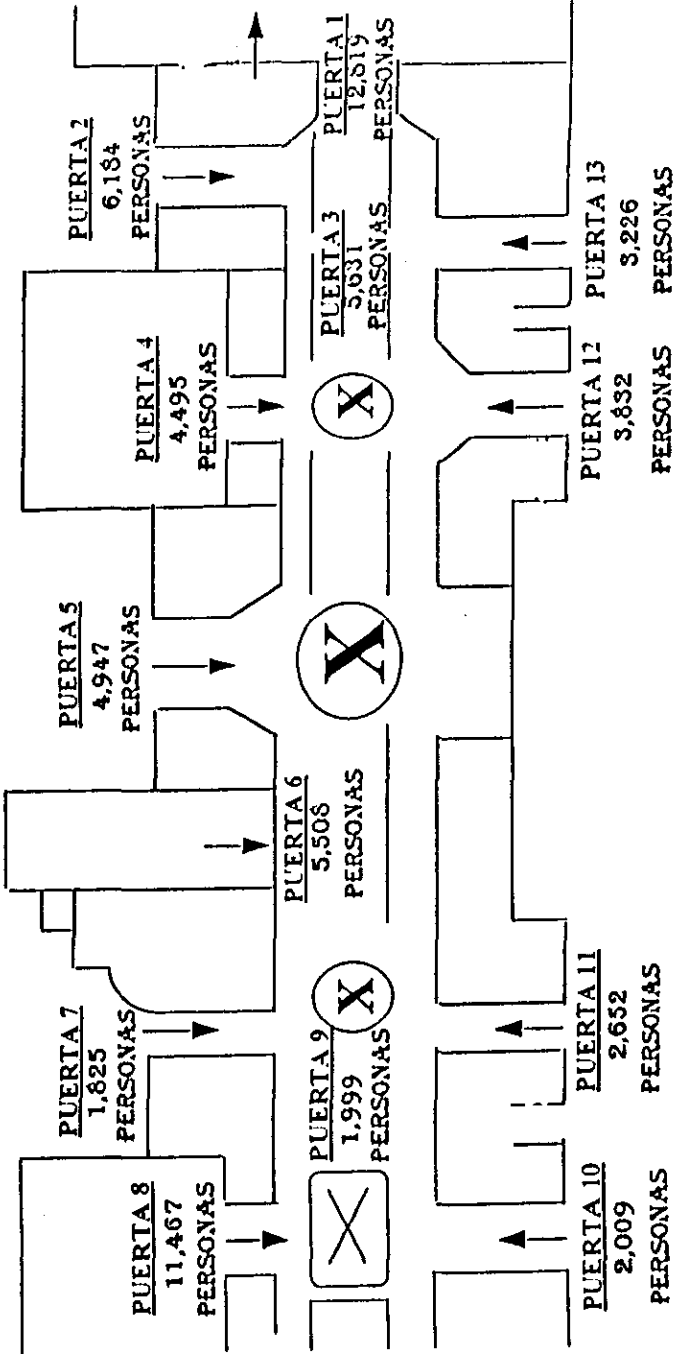 PUERTA 8
11,467
PERSONAS
PUERTA 7
1,825
PERSONAS
PUERTA 5
4,947
PERSONAS
PUERTA 4
4,495
PERSONAS
PUERTA 2
6,184
PERSONAS
PUERTA 9
1,999
PERSONAS
X
PUERTA 6
5,508
PERSONAS
X
X
PUERTA 3
5,631
PERSONAS
PUERTA 1
12,819
PERSONAS
PUERTA 10
2,009
PERSONAS
PUERTA 11
2,652
PERSONAS
PUERTA 12
3,832
PERSONAS
PUERTA 13
3,226
PERSONAS